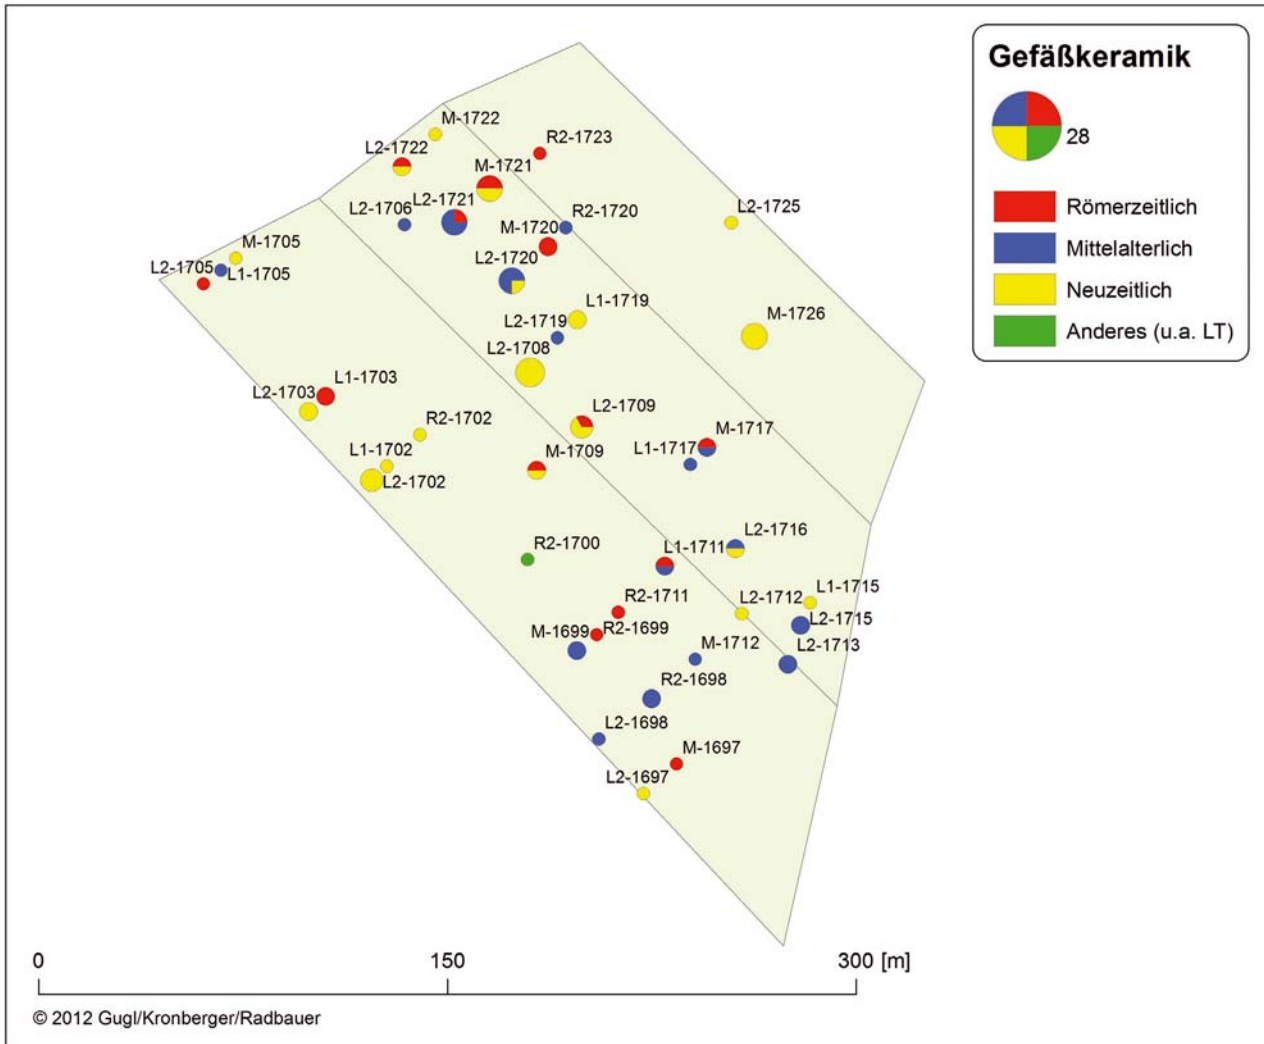 Gefäßkeramik
28
Römerzeitlich
Mittelalterlich
Neuzeitlich
Anderes (u.a. LT)
M-1722
L2-1722
R2-1723
M-1721
L2-1706
L2-1721
R2-1720
L2-1725
M-1720
M-1705
L2-1705
L1-1705
L2-1720
L1-1719
L2-1719
M-1726
L2-1708
L1-1703
L2-1703
R2-1702
L2-1709
L1-1702
M-1709
M-1717
L1-1717
L2-1702
R2-1700
L1-1711
L2-1716
R2-1711
L2-1712
L1-1715
M-1699
R2-1699
L2-1715
M-1712
L2-1713
R2-1698
L2-1698
M-1697
L2-1697
0 150 300 [m]
© 2012 Gugl/Kronberger/Radbauer